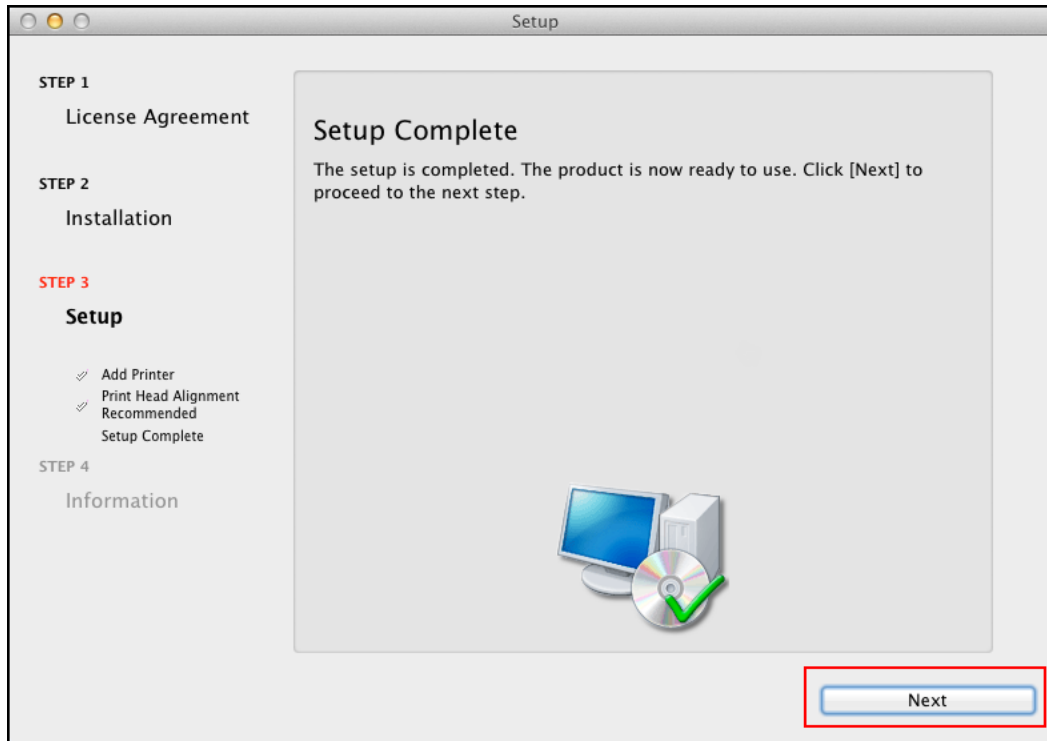 Setup
STEP 1
License Agreement
STEP 2
Installation
STEP 3
Setup
Add Printer
Print Head Alignment
Recommended
Setup Complete
STEP 4
Information
Setup Complete
The setup is completed. The product is now ready to use. Click [Next] to
proceed to the next step.
Next